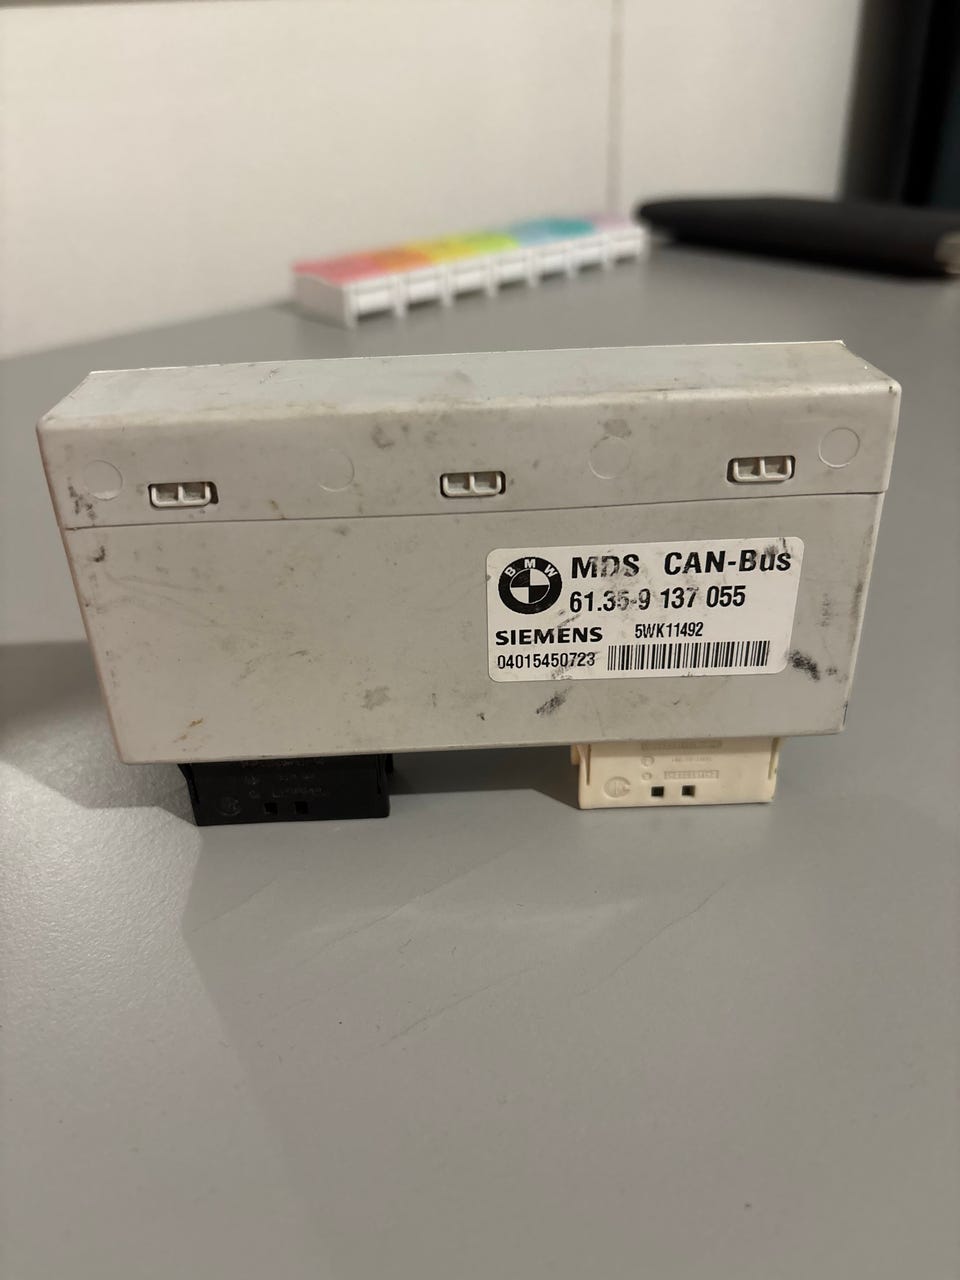 BMW
MDS CAN-Bus
61.35-9 137 055
SIEMENS 5WK11492
04015450723